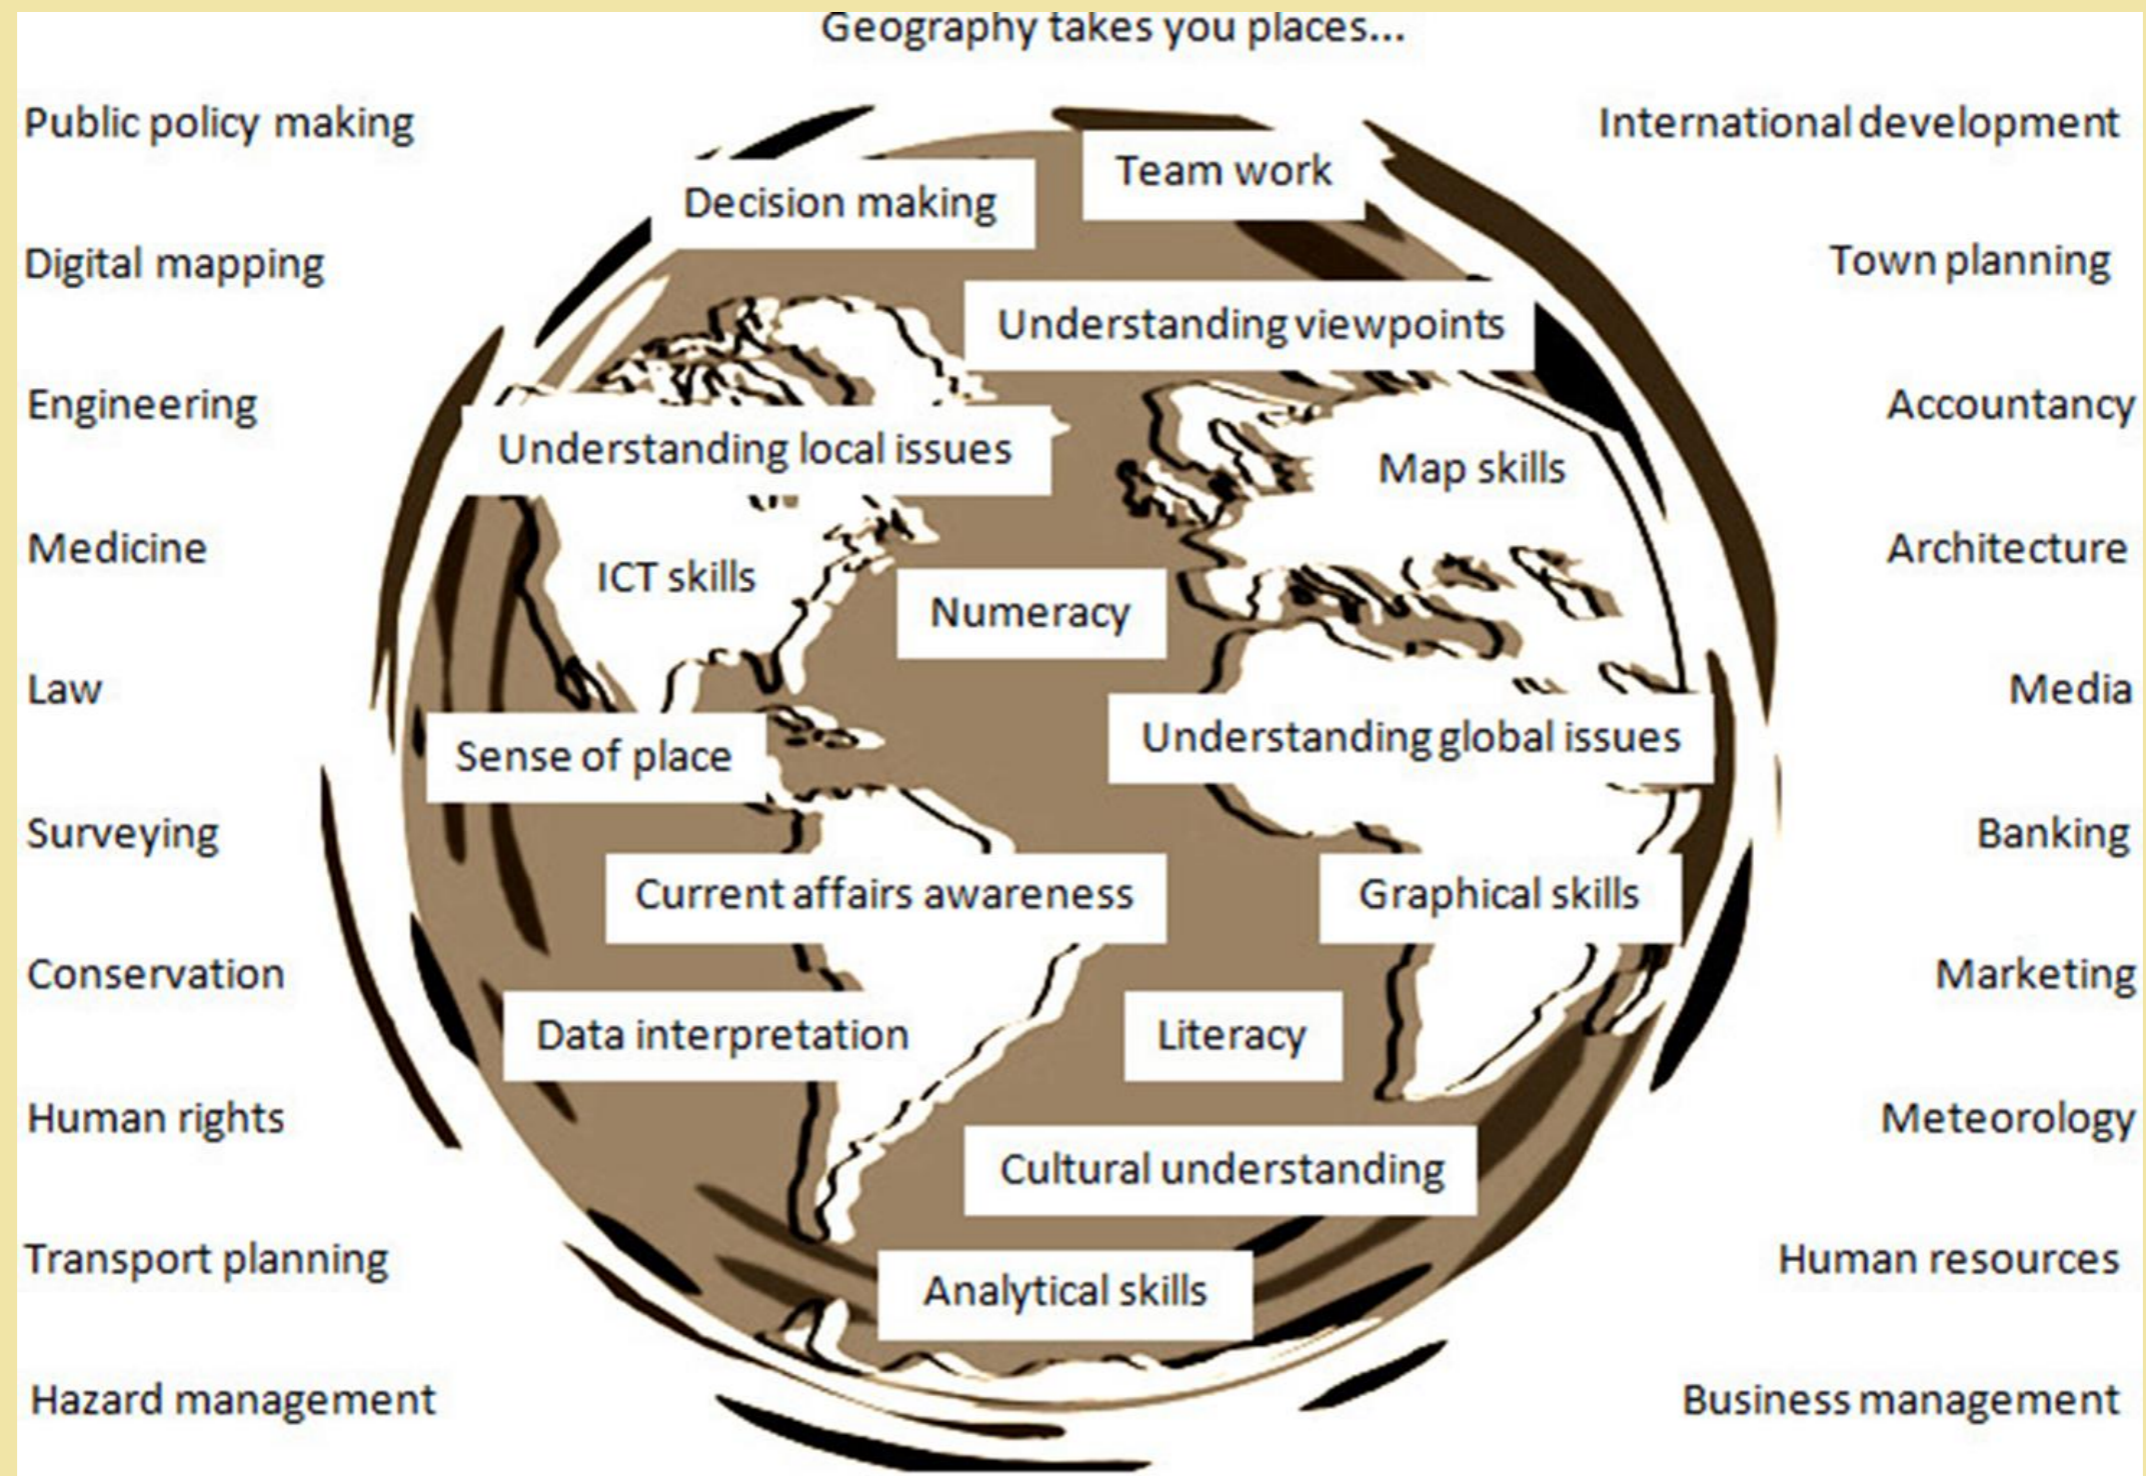 Geography takes you places...
Public policy making
International development
Team work
Decision making
Digital mapping
Town planning
Understanding viewpoints
Engineering
Accountancy
Understanding local issues
Map skills
Medicine
Architecture
ICT skills
Numeracy
Law
Media
Understanding global issues
Sense of place
Surveying
Banking
Current affairs awareness
Graphical skills
Conservation
Marketing
Data interpretation
Literacy
Human rights
Meteorology
Cultural understanding
Transport planning
Human resources
Analytical skills
Hazard management
Business management